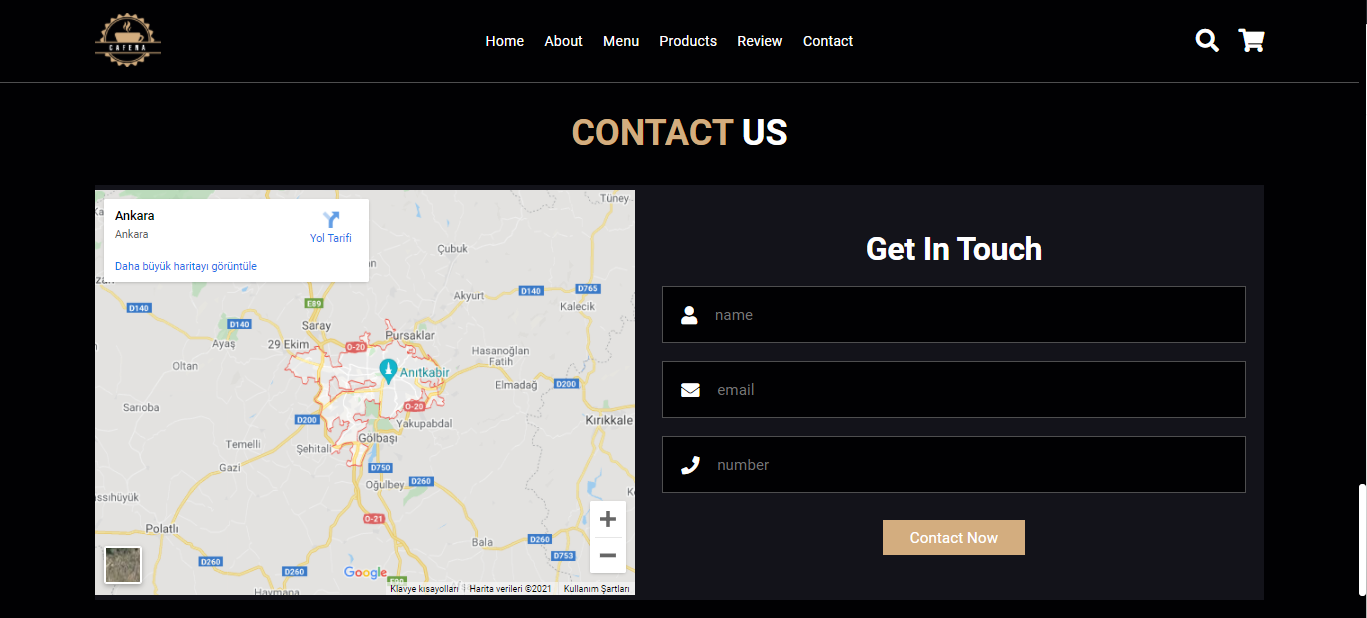 CAFENA
Home About Menu Products Review Contact
CONTACT US
Ankara
Ankara
Yol Tarifi
Daha büyük haritayı görüntüle
Tüney
Çubuk
D140
D140
D140
D765
E89
Akyurt
Kalecik
Saray
Pursaklar
Ayaş
29 Ekim
O-20
Hasanoğlan
Fatih
Oltan
Anıtkabir
Elmadağ
D200
Sarıoba
O-20
D200
Yakupabdal
Kırıkkale
Temelli
Gölbaşı
Şehitali
Gazi
D750
Oğulbey
D260
assıhüyük
O-21
Polatlı
Bala
D260
D753
D260
D260
Google
E90
Haymana
Klavye kısayolları
Harita verileri ©2021
Kullanım Şartları
Get In Touch
name
email
number
Contact Now